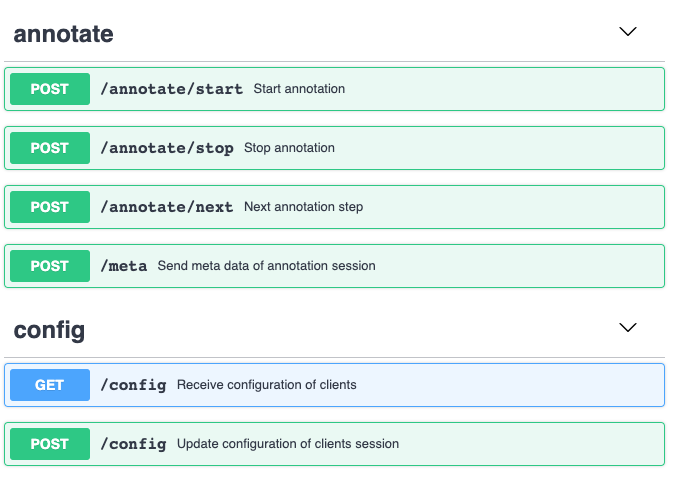 annotate
POST /annotate/start Start annotation
POST /annotate/stop Stop annotation
POST /annotate/next Next annotation step
POST /meta Send meta data of annotation session
config
GET /config Receive configuration of clients
POST /config Update configuration of clients session